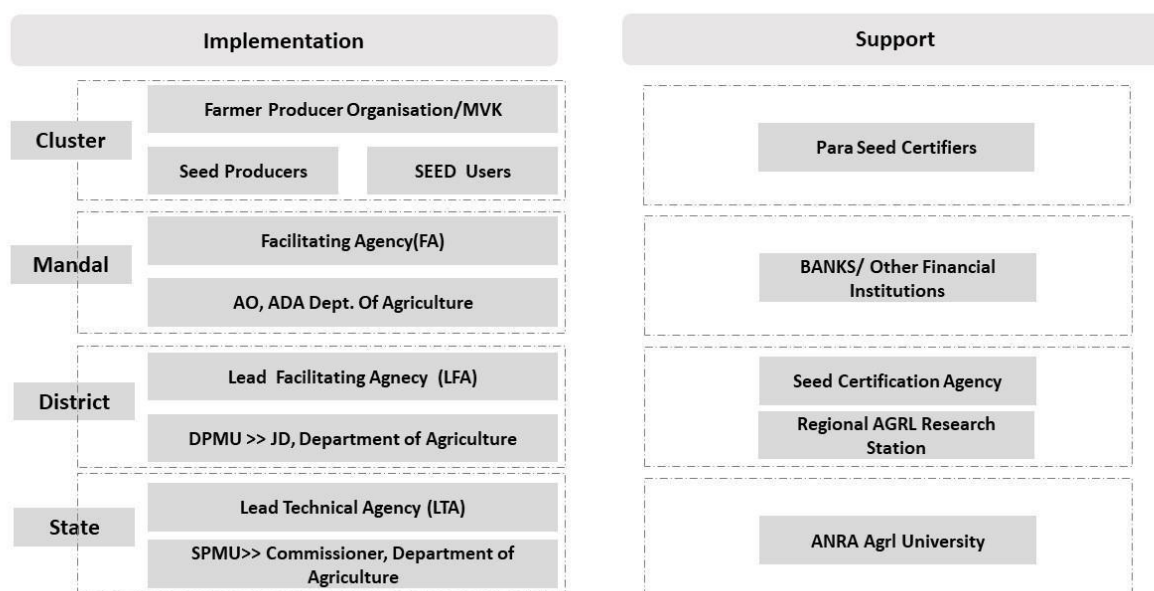 Implementation
Support
Cluster
Farmer Producer Organisation/MVK
Seed Producers
SEED Users
Para Seed Certifiers
Mandal
Facilitating Agency(FA)
AO, ADA Dept. Of Agriculture
BANKS/ Other Financial
Institutions
District
Lead Facilitating Agnecy (LFA)
DPMU >> JD, Department of Agriculture
Seed Certification Agency
Regional AGRL Research
Station
State
Lead Technical Agency (LTA)
SPMU>> Commissioner, Department of
Agriculture
ANRA Agrl University